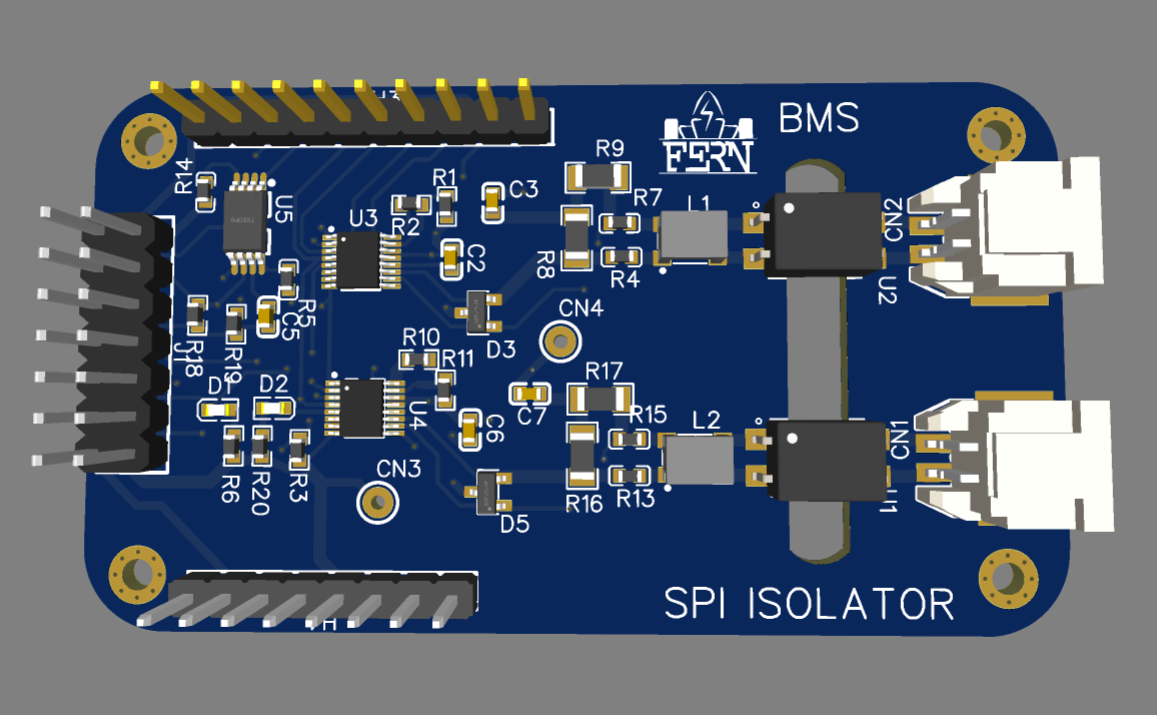 BMS
FERN
R9
R14
R1
C3
R7
CN2
U5
U3
R2
L1
R8
R4
C2
U2
R5
CN4
D3
C5
R18
R19
R10
R11
D1
D2
R17
C7
R15
L2
CN1
U4
C6
CN3
R6
R20
R3
R16
R13
U1
D5
SPI ISOLATOR